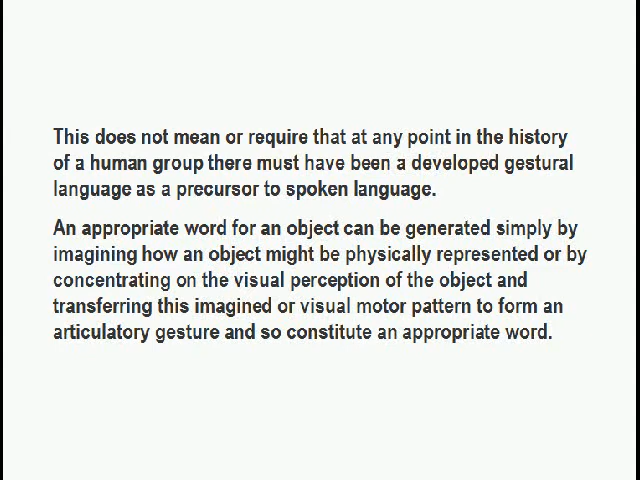 This does not mean or require that at any point in the history
of a human group there must have been a developed gestural
language as a precursor to spoken language.
An appropriate word for an object can be generated simply by
imagining how an object might be physically represented or by
concentrating on the visual perception of the object and
transferring this imagined or visual motor pattern to form an
articulatory gesture and so constitute an appropriate word.